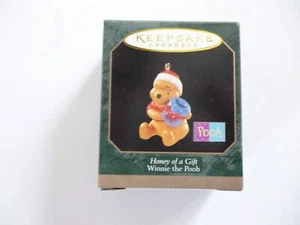 KEEPSAKE
ORNAMENT
Pooh
Honey of a Gift
Winnie the Pooh